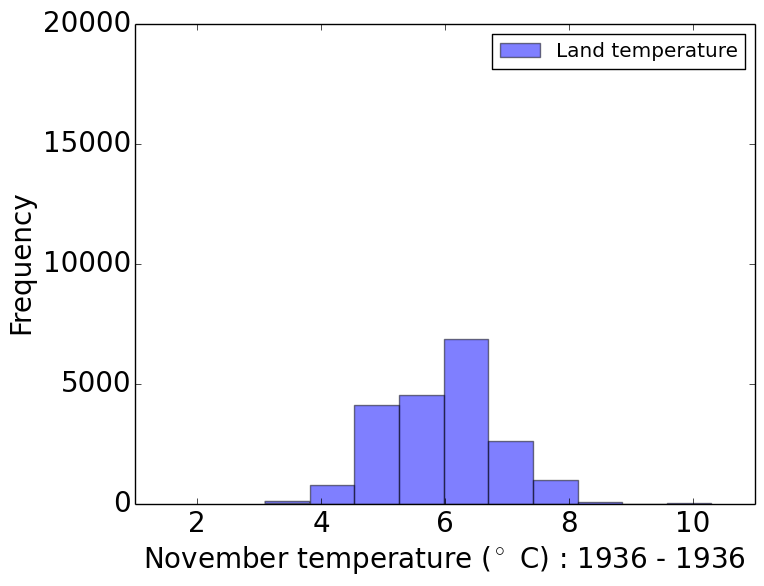 20000
15000
10000
5000
0
Frequency
Land temperature
2 4 6 8 10
November temperature (° C) : 1936 - 1936